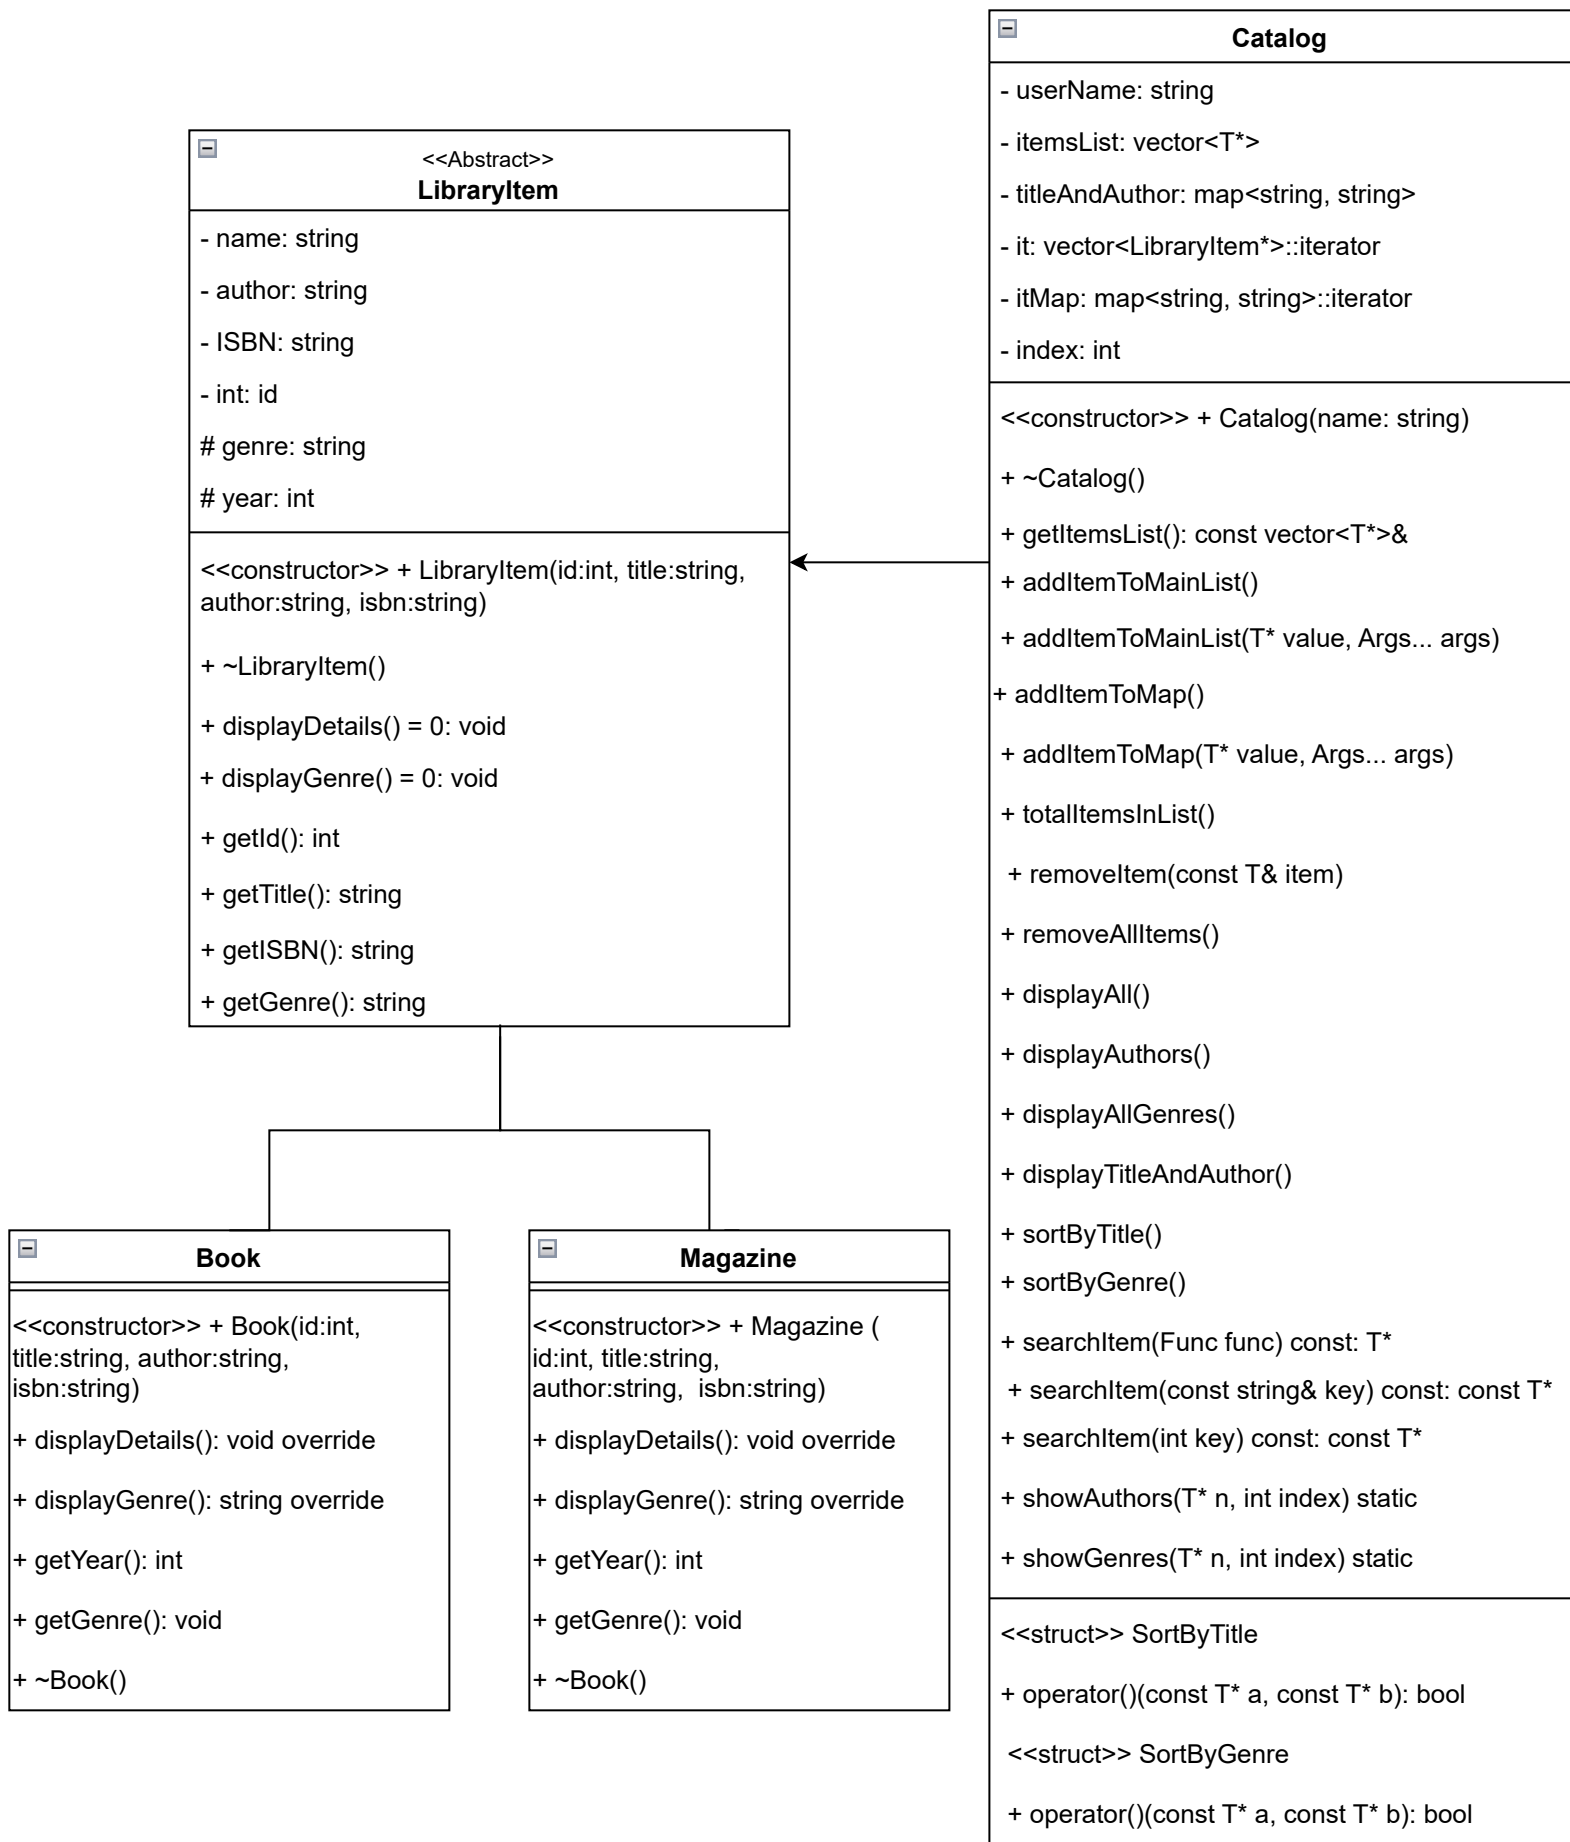 <<Abstract>>
LibraryItem
- name: string
- author: string
- ISBN: string
- int: id
# genre: string
# year: int
<<constructor>> + LibraryItem(id:int, title:string,
author:string, isbn:string)
+ ~LibraryItem()
+ displayDetails() = 0: void
+ displayGenre() = 0: void
+ getId(): int
+ getTitle(): string
+ getISBN(): string
+ getGenre(): string
Book
<<constructor>> + Book(id:int,
title:string, author:string,
isbn:string)
+ displayDetails(): void override
+ displayGenre(): string override
+ getYear(): int
+ getGenre(): void
+ ~Book()
Magazine
<<constructor>> + Magazine (
id:int, title:string,
author:string,  isbn:string)
+ displayDetails(): void override
+ displayGenre(): string override
+ getYear(): int
+ getGenre(): void
+ ~Book()
Catalog
- userName: string
- itemsList: vector<T*>
- titleAndAuthor: map<string, string>
- it: vector<LibraryItem*>::iterator
- itMap: map<string, string>::iterator
- index: int
<<constructor>> + Catalog(name: string)
+ ~Catalog()
+ getItemsList(): const vector<T*>&
+ addItemToMainList()
+ addItemToMainList(T* value, Args... args)
+ addItemToMap()
+ addItemToMap(T* value, Args... args)
+ totalItemsInList()
+ removeItem(const T& item)
+ removeAllItems()
+ displayAll()
+ displayAuthors()
+ displayAllGenres()
+ displayTitleAndAuthor()
+ sortByTitle()
+ sortByGenre()
+ searchItem(Func func) const: T*
+ searchItem(const string& key) const: const T*
+ searchItem(int key) const: const T*
+ showAuthors(T* n, int index) static
+ showGenres(T* n, int index) static
<<struct>> SortByTitle
+ operator()(const T* a, const T* b): bool
<<struct>> SortByGenre
+ operator()(const T* a, const T* b): bool